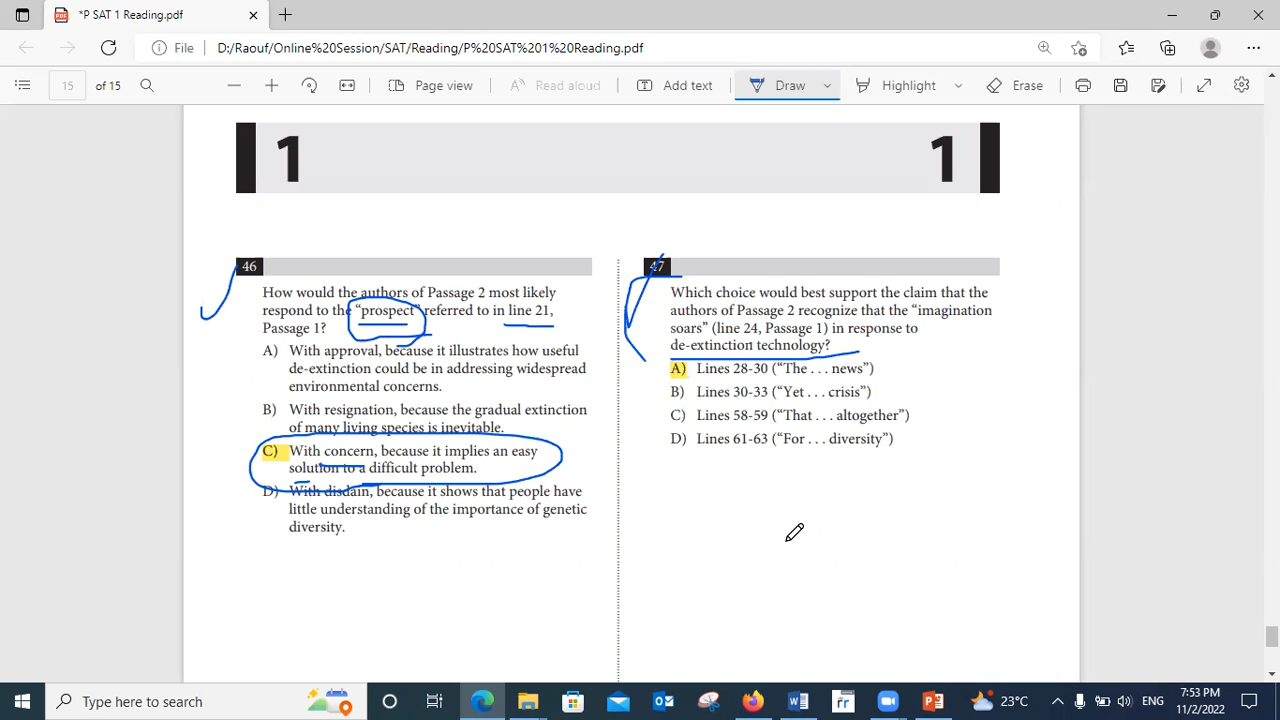 *P SAT 1 Reading.pdf
File D:/Raouf/Online%20Session/SAT/Reading/P%20SAT%201%20Reading.pdf
15 of 15 Page view Read aloud Add text Draw Highlight Erase
1 1
46
How would the authors of Passage 2 most likely
respond to the “prospect” referred to in line 21,
Passage 1?
A) With approval, because it illustrates how useful
de-extinction could be in addressing widespread
environmental concerns.
B) With resignation, because the gradual extinction
of many living species is inevitable.
C) With concern, because it implies an easy
solution to a difficult problem.
D) With disdain, because it shows that people have
little understanding of the importance of genetic
diversity.
47
Which choice would best support the claim that the
authors of Passage 2 recognize that the “imagination
soars” (line 24, Passage 1) in response to
de-extinction technology?
A) Lines 28-30 (“The . . . news”)
B) Lines 30-33 (“Yet . . . crisis”)
C) Lines 58-59 (“That . . . altogether”)
D) Lines 61-63 (“For . . . diversity”)
Type here to search
23°C
ENG
7:53 PM
11/2/2022